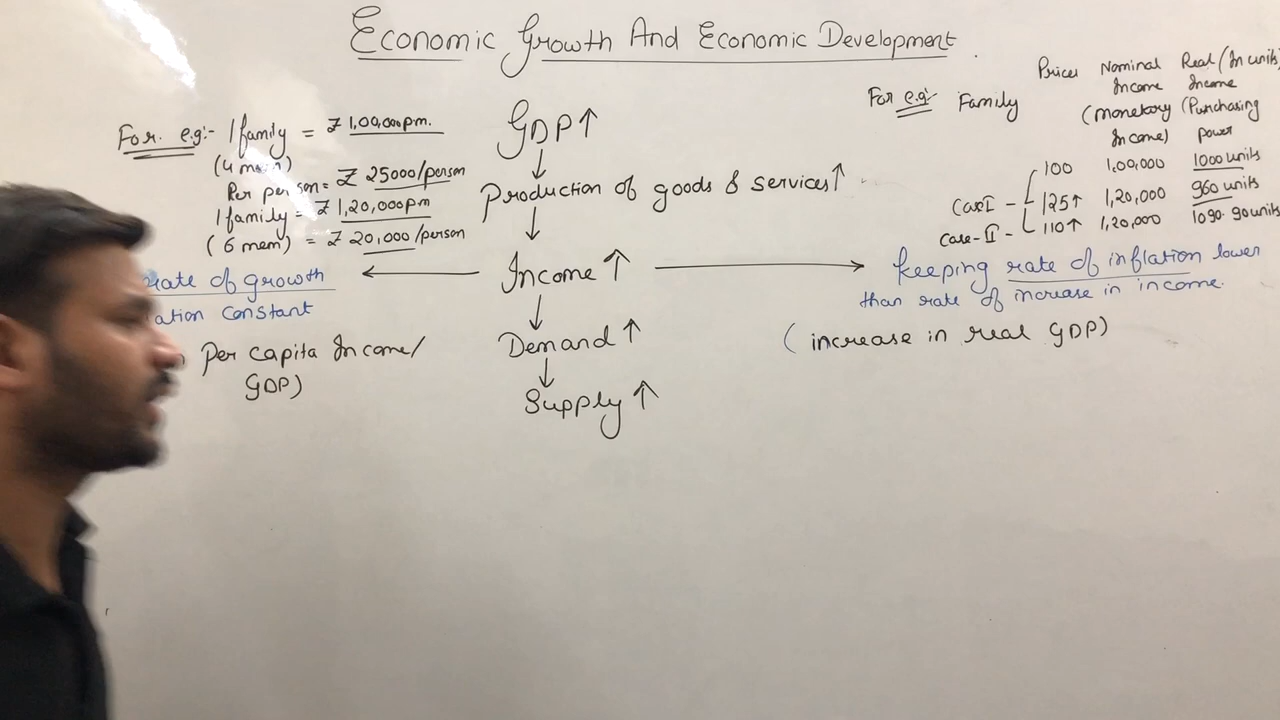 Economic Growth And Economic Development
For. e.g:- 1 family = ₹ 1,00,000pm.
(4 mem)
Per person = ₹ 25000/person
1 family = ₹ 1,20,000pm
(6 mem) = ₹ 20,000/person
rate of growth
ation constant
Per capita Income/
GDP)
GDP↑
↓
Production of goods & services↑
↓
← Income ↑ →
↓
Demand ↑
↓
Supply ↑
For e.g:- Family
Prices Nominal Real (In units)
Income Income
(Monetary (Purchasing
Income) power
100 1,00,000 1000 units
Case I - 125↑ 1,20,000 960 units
Case-II - 110↑ 1,20,000 1090.90 units
keeping rate of inflation lower
than rate of increase in income.
(increase in real GDP)